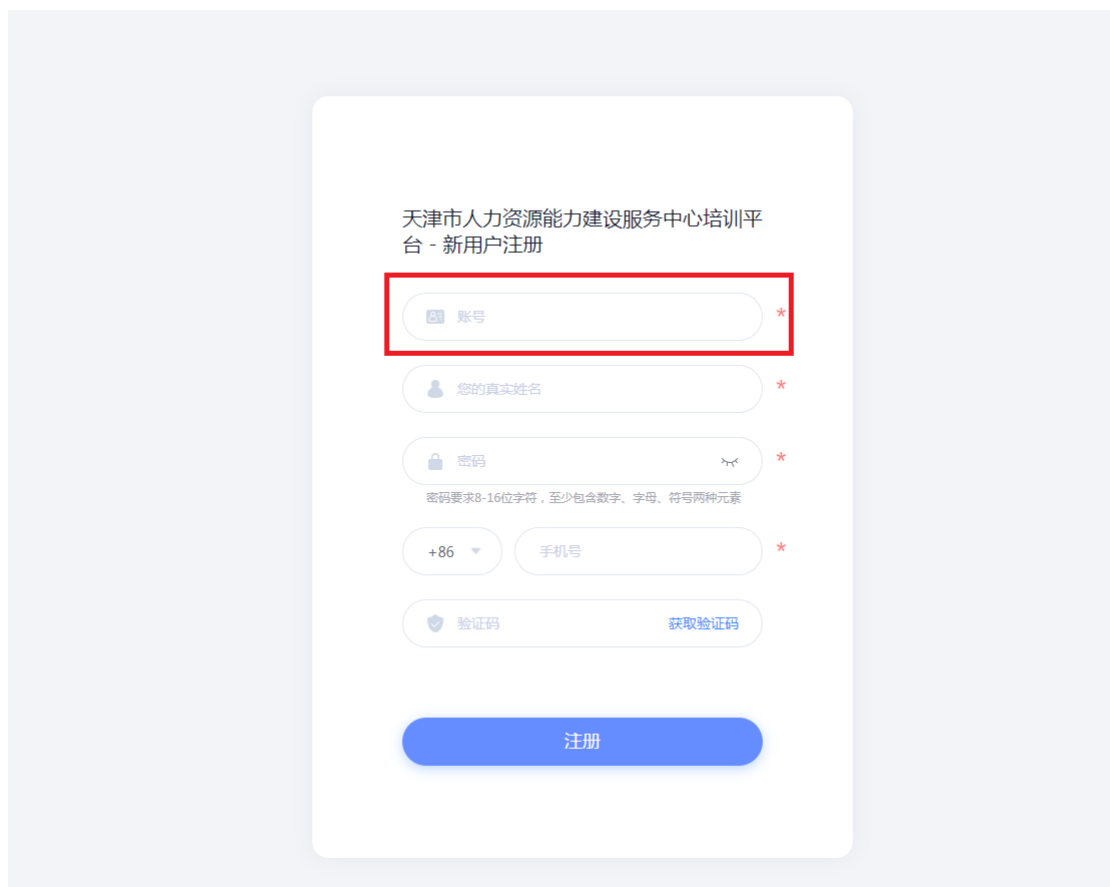 天津市人力资源能力建设服务中心培训平
台 - 新用户注册
账号 *
您的真实姓名 *
密码 *
密码要求8-16位字符，至少包含数字、字母、符号两种元素
+86 手机号 *
验证码 获取验证码
注册